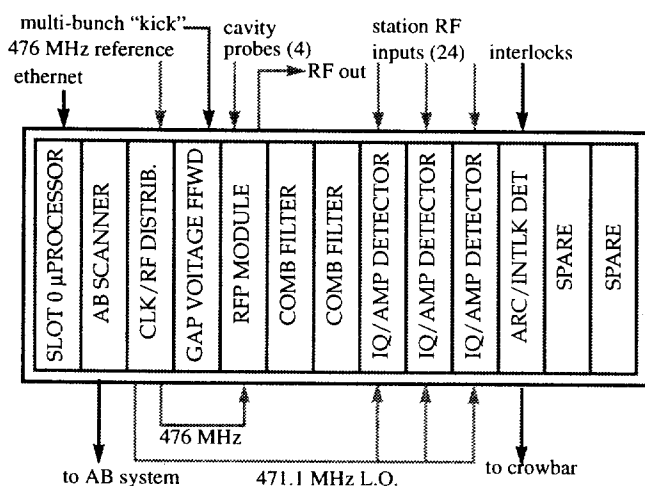 multi-bunch “kick”
476 MHz reference
ethernet
cavity
probes (4)
RF out
station RF
inputs (24)
interlocks
SLOT 0 µPROCESSOR
AB SCANNER
CLK/RF DISTRIB.
GAP VOLTAGE FFWD
RFP MODULE
COMB FILTER
COMB FILTER
IQ/AMP DETECTOR
IQ/AMP DETECTOR
IQ/AMP DETECTOR
ARC/INTLK DET
SPARE
SPARE
476 MHz
to AB system
471.1 MHz L.O.
to crowbar